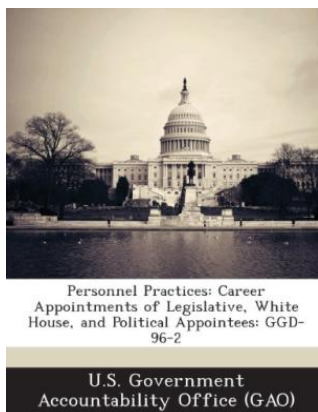 Personnel Practices: Career
Appointments of Legislative, White
House, and Political Appointees: GGD-
96-2
U.S. Government
Accountability Office (GAO)